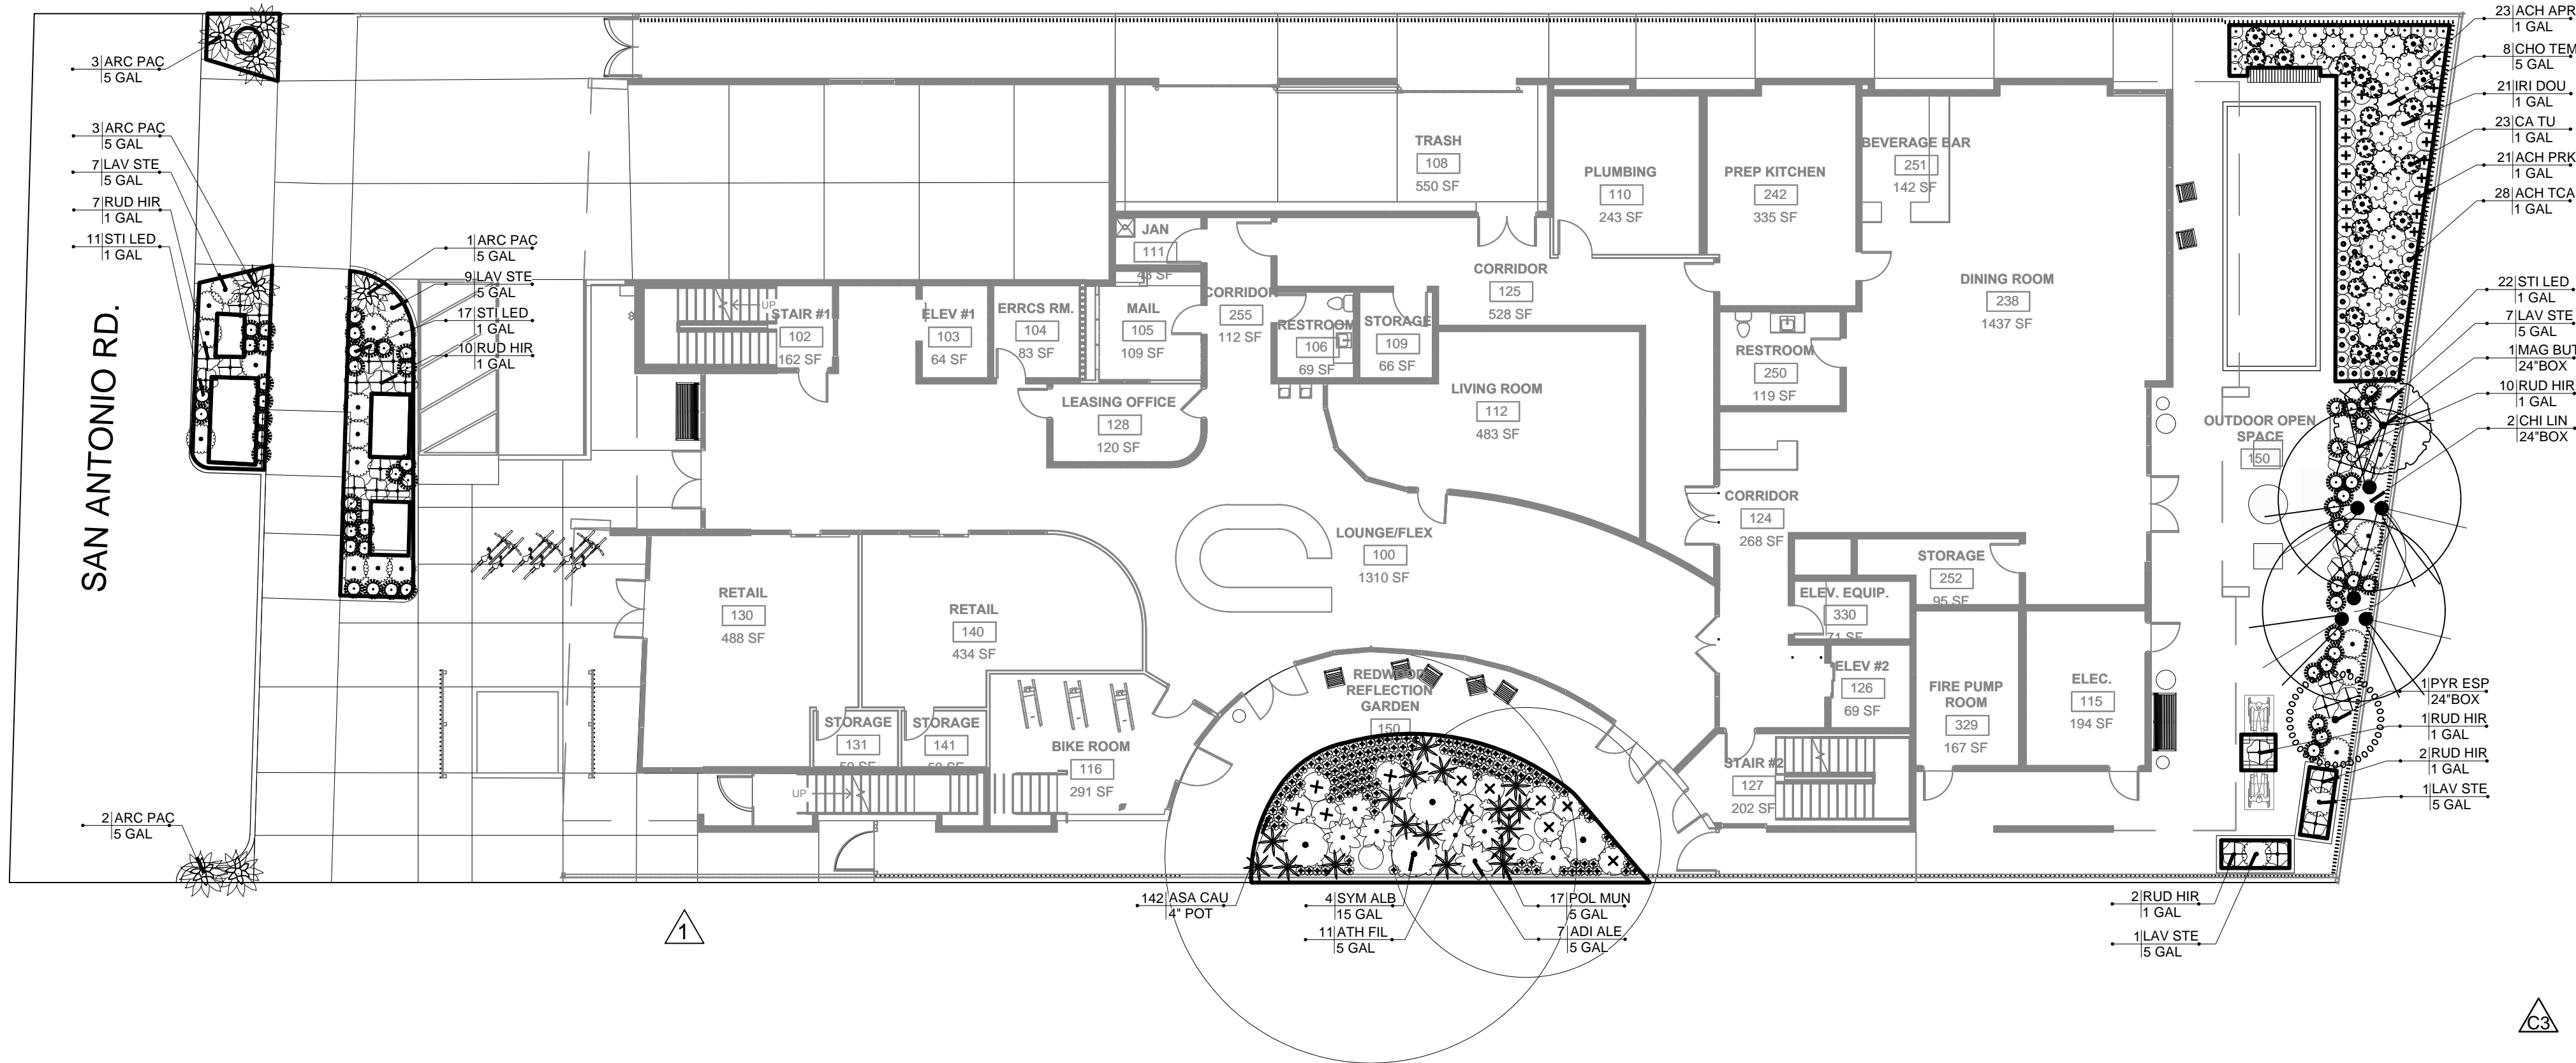 3 ARC PAC
5 GAL
3 ARC PAC
5 GAL
7 LAV STE
5 GAL
7 RUD HIR
1 GAL
11 STI LED
1 GAL
1 ARC PAC
5 GAL
9 LAV STE
5 GAL
17 STI LED
1 GAL
10 RUD HIR
1 GAL
SAN ANTONIO RD.
2 ARC PAC
5 GAL
TRASH
108
550 SF
PLUMBING
110
243 SF
PREP KITCHEN
242
335 SF
BEVERAGE BAR
251
142 SF
JAN
111
43 SF
CORRIDOR
125
528 SF
DINING ROOM
238
1437 SF
UP
STAIR #1
102
162 SF
ELEV #1
103
64 SF
ERRCS RM.
104
83 SF
MAIL
105
109 SF
CORRIDOR
255
112 SF
RESTROOM
106
69 SF
STORAGE
109
66 SF
RESTROOM
250
119 SF
LEASING OFFICE
128
120 SF
LIVING ROOM
112
483 SF
OUTDOOR OPEN
SPACE
150
CORRIDOR
124
268 SF
LOUNGE/FLEX
100
1310 SF
STORAGE
252
95 SF
RETAIL
130
488 SF
RETAIL
140
434 SF
ELEV. EQUIP.
330
71 SF
ELEV #2
126
69 SF
FIRE PUMP
ROOM
329
167 SF
ELEC.
115
194 SF
REDWOOD
REFLECTION
GARDEN
150
STORAGE
131
50 SF
STORAGE
141
50 SF
BIKE ROOM
116
291 SF
UP
STAIR #2
127
202 SF
23 ACH APR
1 GAL
8 CHO TEM
5 GAL
21 IRI DOU
1 GAL
23 CA TU
1 GAL
21 ACH PRK
1 GAL
28 ACH TCA
1 GAL
22 STI LED
1 GAL
7 LAV STE
5 GAL
1 MAG BUT
24"BOX
10 RUD HIR
1 GAL
2 CHI LIN
24"BOX
1 PYR ESP
24"BOX
1 RUD HIR
1 GAL
2 RUD HIR
1 GAL
1 LAV STE
5 GAL
142 ASA CAU
4" POT
4 SYM ALB
15 GAL
11 ATH FIL
5 GAL
17 POL MUN
5 GAL
7 ADI ALE
5 GAL
2 RUD HIR
1 GAL
1 LAV STE
5 GAL
1
C3